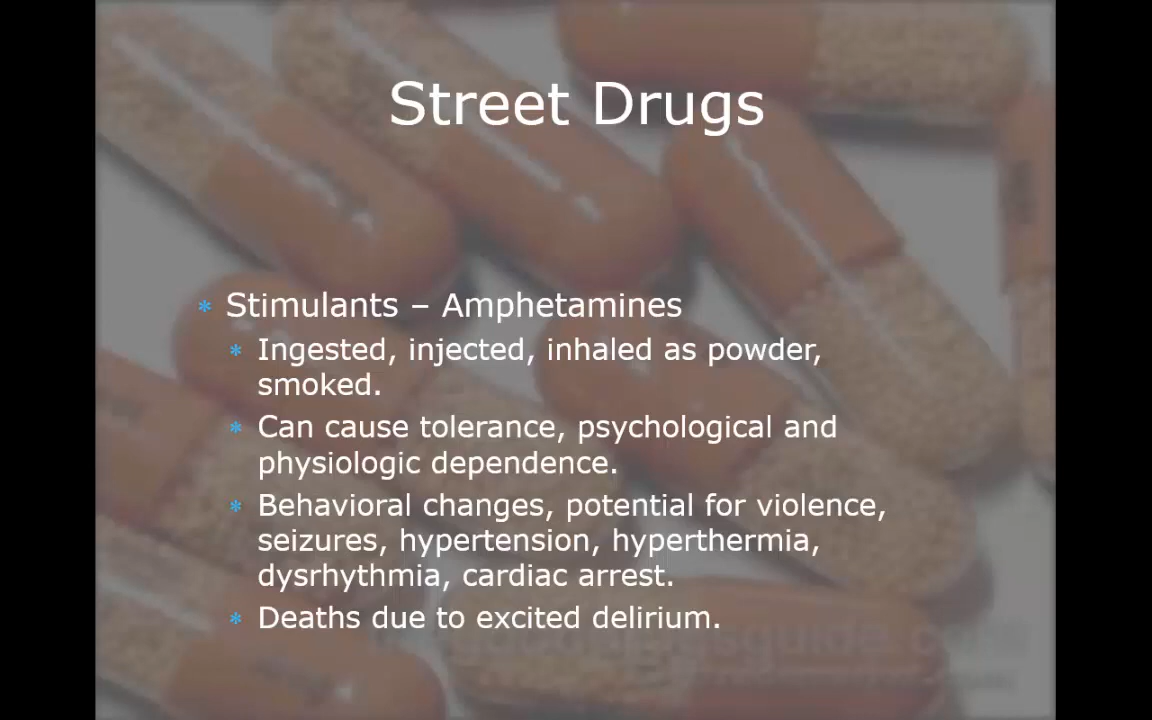 Street Drugs
* Stimulants – Amphetamines
* Ingested, injected, inhaled as powder,
smoked.
* Can cause tolerance, psychological and
physiologic dependence.
* Behavioral changes, potential for violence,
seizures, hypertension, hyperthermia,
dysrhythmia, cardiac arrest.
* Deaths due to excited delirium.